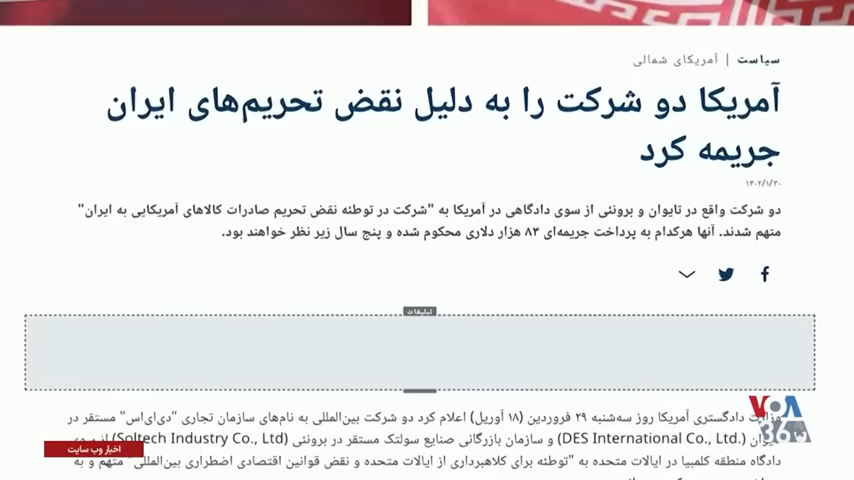 سیاست | آمریکای شمالی
آمریکا دو شرکت را به دلیل نقض تحریم‌های ایران
جریمه کرد
۱۴۰۲/۱/۳۰
دو شرکت واقع در تایوان و برونئی از سوی دادگاهی در آمریکا به "شرکت در توطئه نقض تحریم صادرات کالاهای آمریکایی به ایران"
متهم شدند. آنها هرکدام به پرداخت جریمه‌ای ۸۳ هزار دلاری محکوم شده و پنج سال زیر نظر خواهند بود.
تبلیغات
وزارت دادگستری آمریکا روز سه‌شنبه ۲۹ فروردین (۱۸ آوریل) اعلام کرد دو شرکت بین‌المللی به نام‌های سازمان تجاری "دی‌ای‌اس" مستقر در
تایوان (DES International Co., Ltd.) و سازمان بازرگانی صنایع سولتک مستقر در برونئی (Soltech Industry Co., Ltd) از سوی
دادگاه منطقه کلمبیا در ایالات متحده به "توطئه برای کلاهبرداری از ایالات متحده و نقض قوانین اقتصادی اضطراری بین‌المللی" متهم و به
VOA
اخبار وب سایت